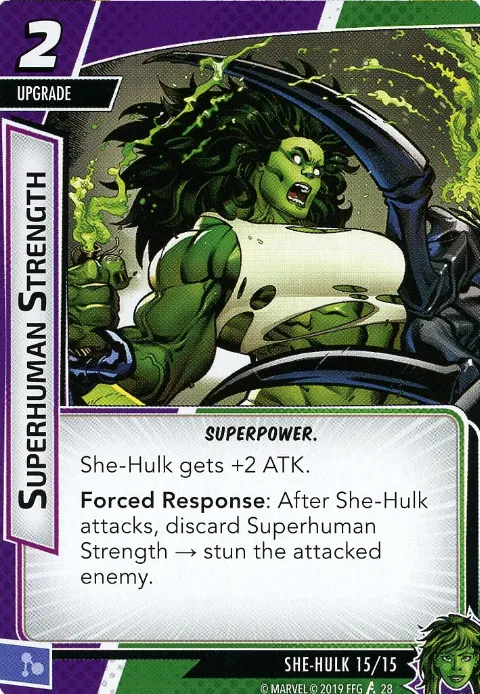 2
UPGRADE
SUPERHUMAN STRENGTH
SUPERPOWER.
She-Hulk gets +2 ATK.
Forced Response: After She-Hulk
attacks, discard Superhuman
Strength → stun the attacked
enemy.
SHE-HULK 15/15
© MARVEL © 2019 FFG 28